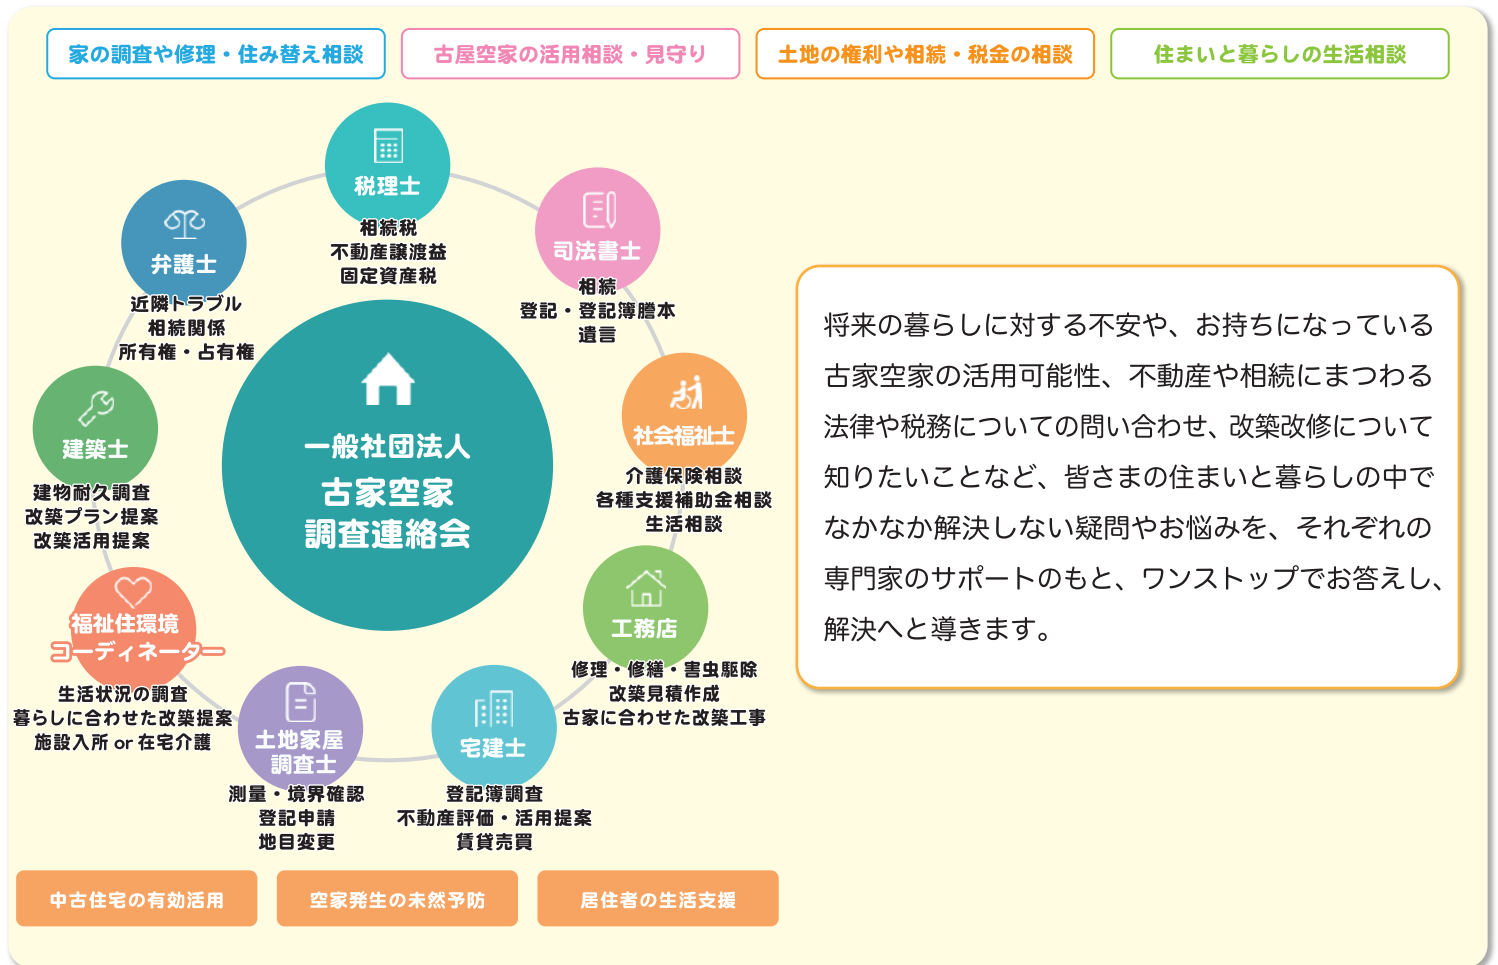 家の調査や修理・住み替え相談
古屋空家の活用相談・見守り
土地の権利や相続・税金の相談
住まいと暮らしの生活相談
税理士
相続税
不動産譲渡益
固定資産税
司法書士
相続
登記・登記簿謄本
遺言
弁護士
近隣トラブル
相続関係
所有権・占有権
一般社団法人
古家空家
調査連絡会
社会福祉士
介護保険相談
各種支援補助金相談
生活相談
建築士
建物耐久調査
改築プラン提案
改築活用提案
工務店
修理・修繕・害虫駆除
改築見積作成
古家に合わせた改築工事
福祉住環境
コーディネーター
生活状況の調査
暮らしに合わせた改築提案
施設入所 or 在宅介護
土地家屋
調査士
測量・境界確認
登記申請
地目変更
宅建士
登記簿調査
不動産評価・活用提案
賃貸売買
将来の暮らしに対する不安や、お持ちになっている
古家空家の活用可能性、不動産や相続にまつわる
法律や税務についての問い合わせ、改築改修について
知りたいことなど、皆さまの住まいと暮らしの中で
なかなか解決しない疑問やお悩みを、それぞれの
専門家のサポートのもと、ワンストップでお答えし、
解決へと導きます。
中古住宅の有効活用
空家発生の未然予防
居住者の生活支援